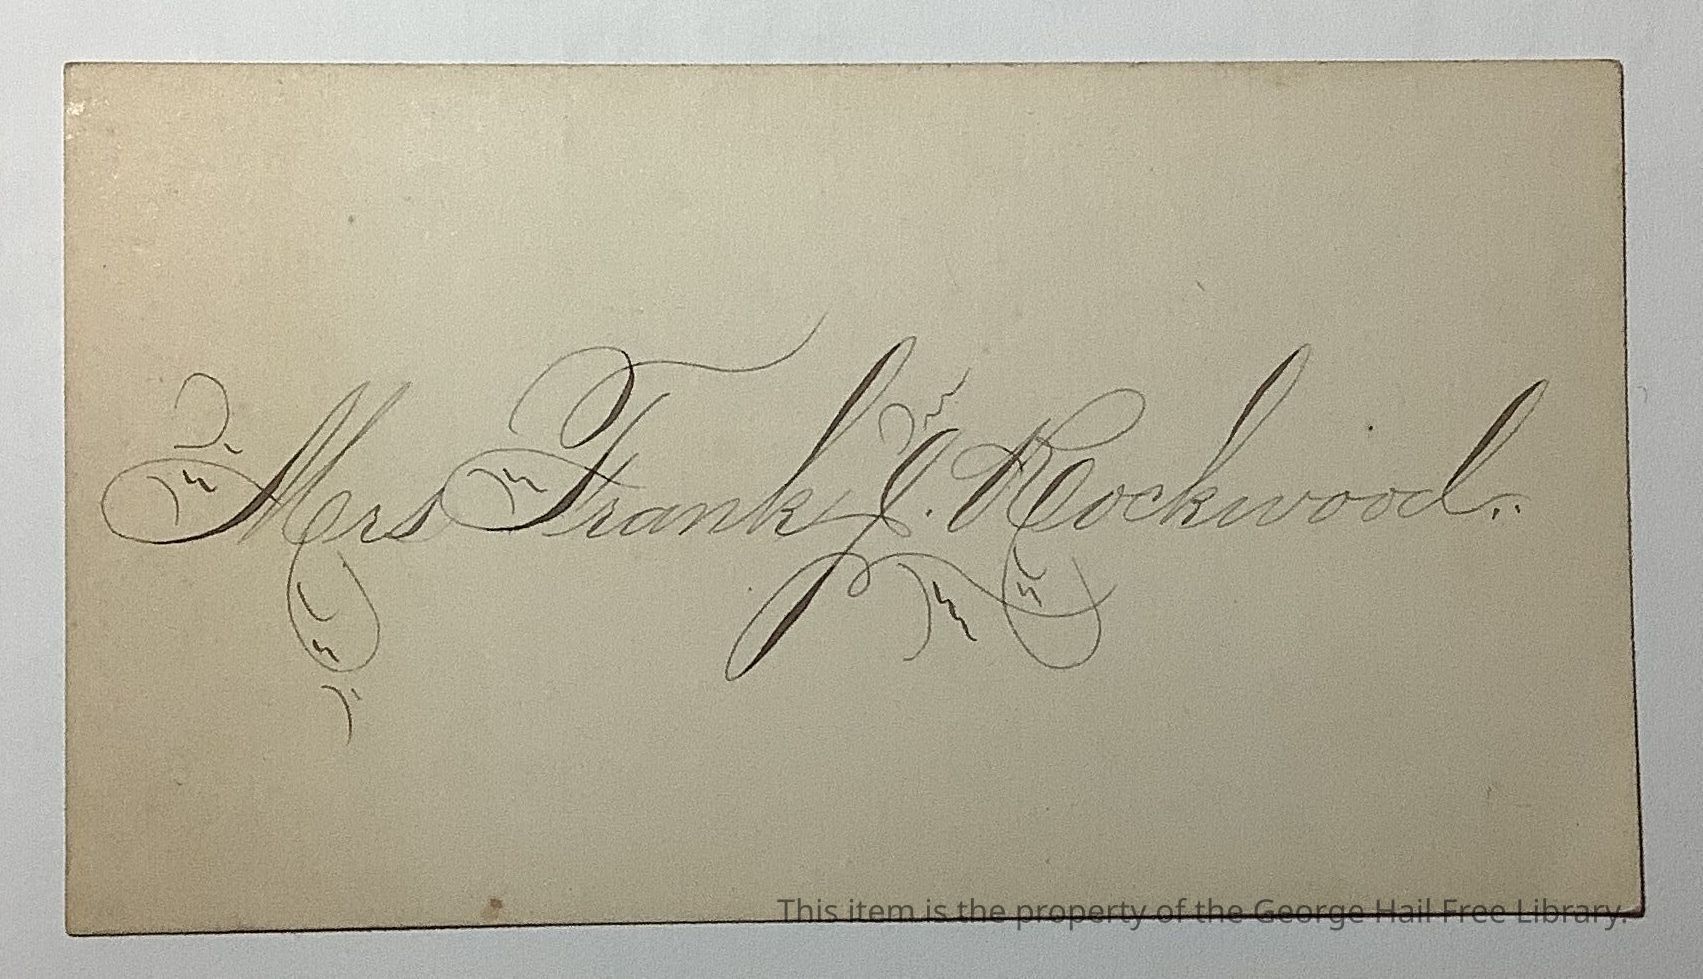 Mrs Frank J. Rockwood..
This item is the property of the George Hail Free Library.